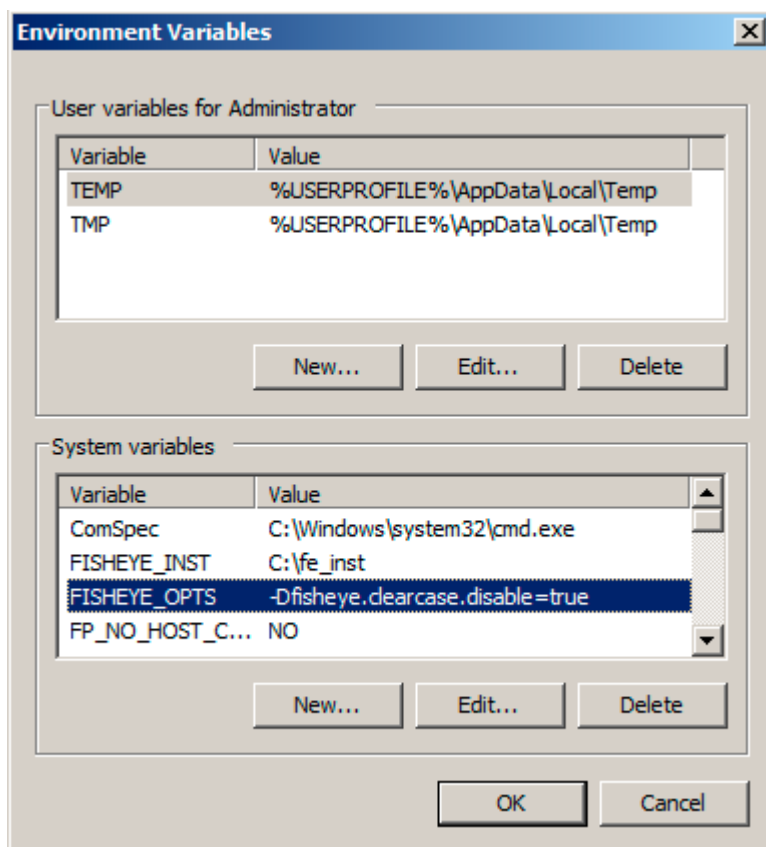 Environment Variables
User variables for Administrator
Variable Value
TEMP %USERPROFILE%\AppData\Local\Temp
TMP %USERPROFILE%\AppData\Local\Temp
New... Edit... Delete
System variables
Variable Value
ComSpec C:\Windows\system32\cmd.exe
FISHEYE_INST C:\fe_inst
FISHEYE_OPTS -Dfisheye.clearcase.disable=true
FP_NO_HOST_C... NO
New... Edit... Delete
OK Cancel